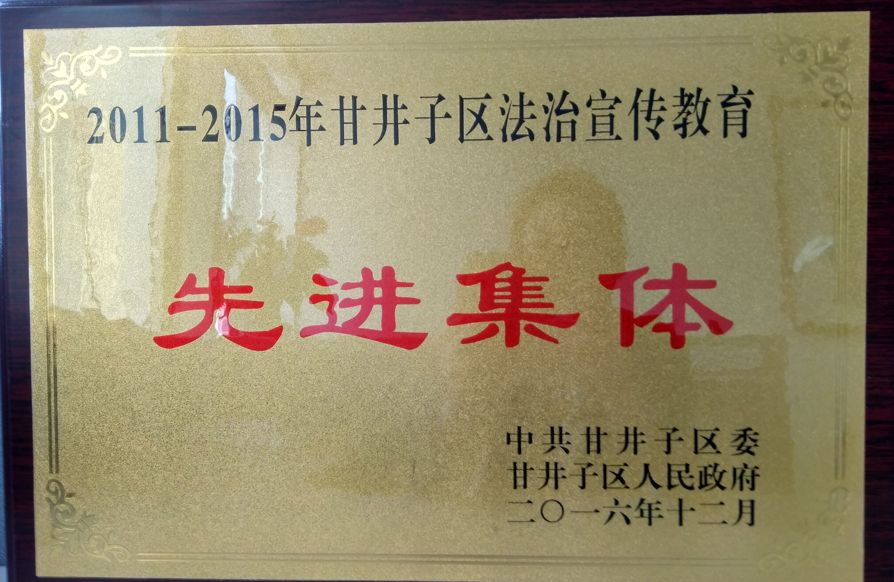 2011-2015年甘井子区法治宣传教育
先进集体
中共甘井子区委
甘井子区人民政府
二〇一六年十二月